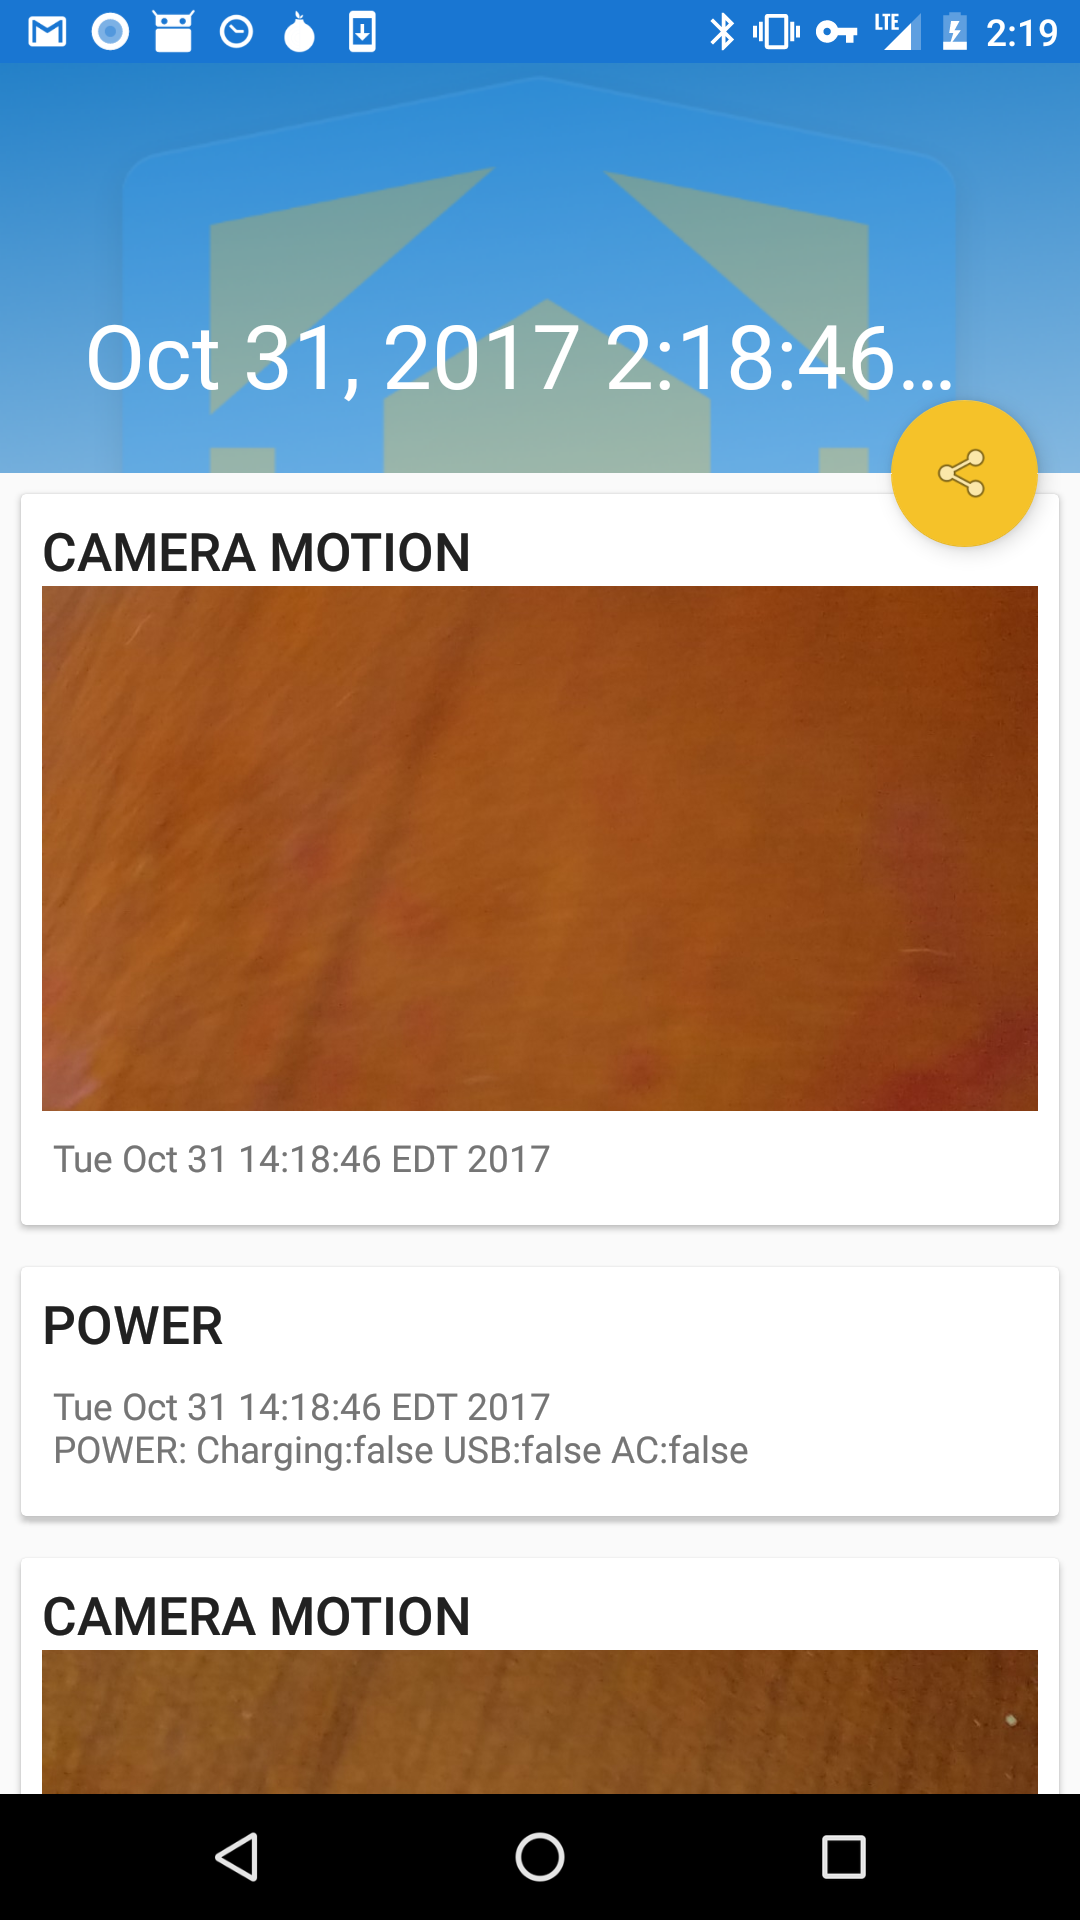 LTE 2:19
Oct 31, 2017 2:18:46...
CAMERA MOTION
Tue Oct 31 14:18:46 EDT 2017
POWER
Tue Oct 31 14:18:46 EDT 2017
POWER: Charging:false USB:false AC:false
CAMERA MOTION